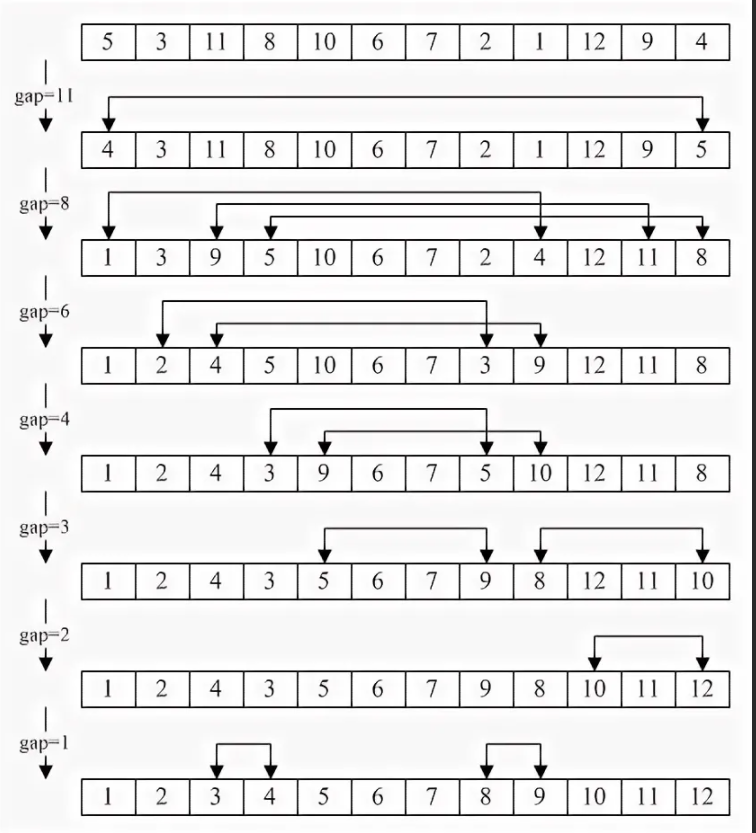 5 3 11 8 10 6 7 2 1 12 9 4
gap=11
4 3 11 8 10 6 7 2 1 12 9 5
gap=8
1 3 9 5 10 6 7 2 4 12 11 8
gap=6
1 2 4 5 10 6 7 3 9 12 11 8
gap=4
1 2 4 3 9 6 7 5 10 12 11 8
gap=3
1 2 4 3 5 6 7 9 8 12 11 10
gap=2
1 2 4 3 5 6 7 9 8 10 11 12
gap=1
1 2 3 4 5 6 7 8 9 10 11 12